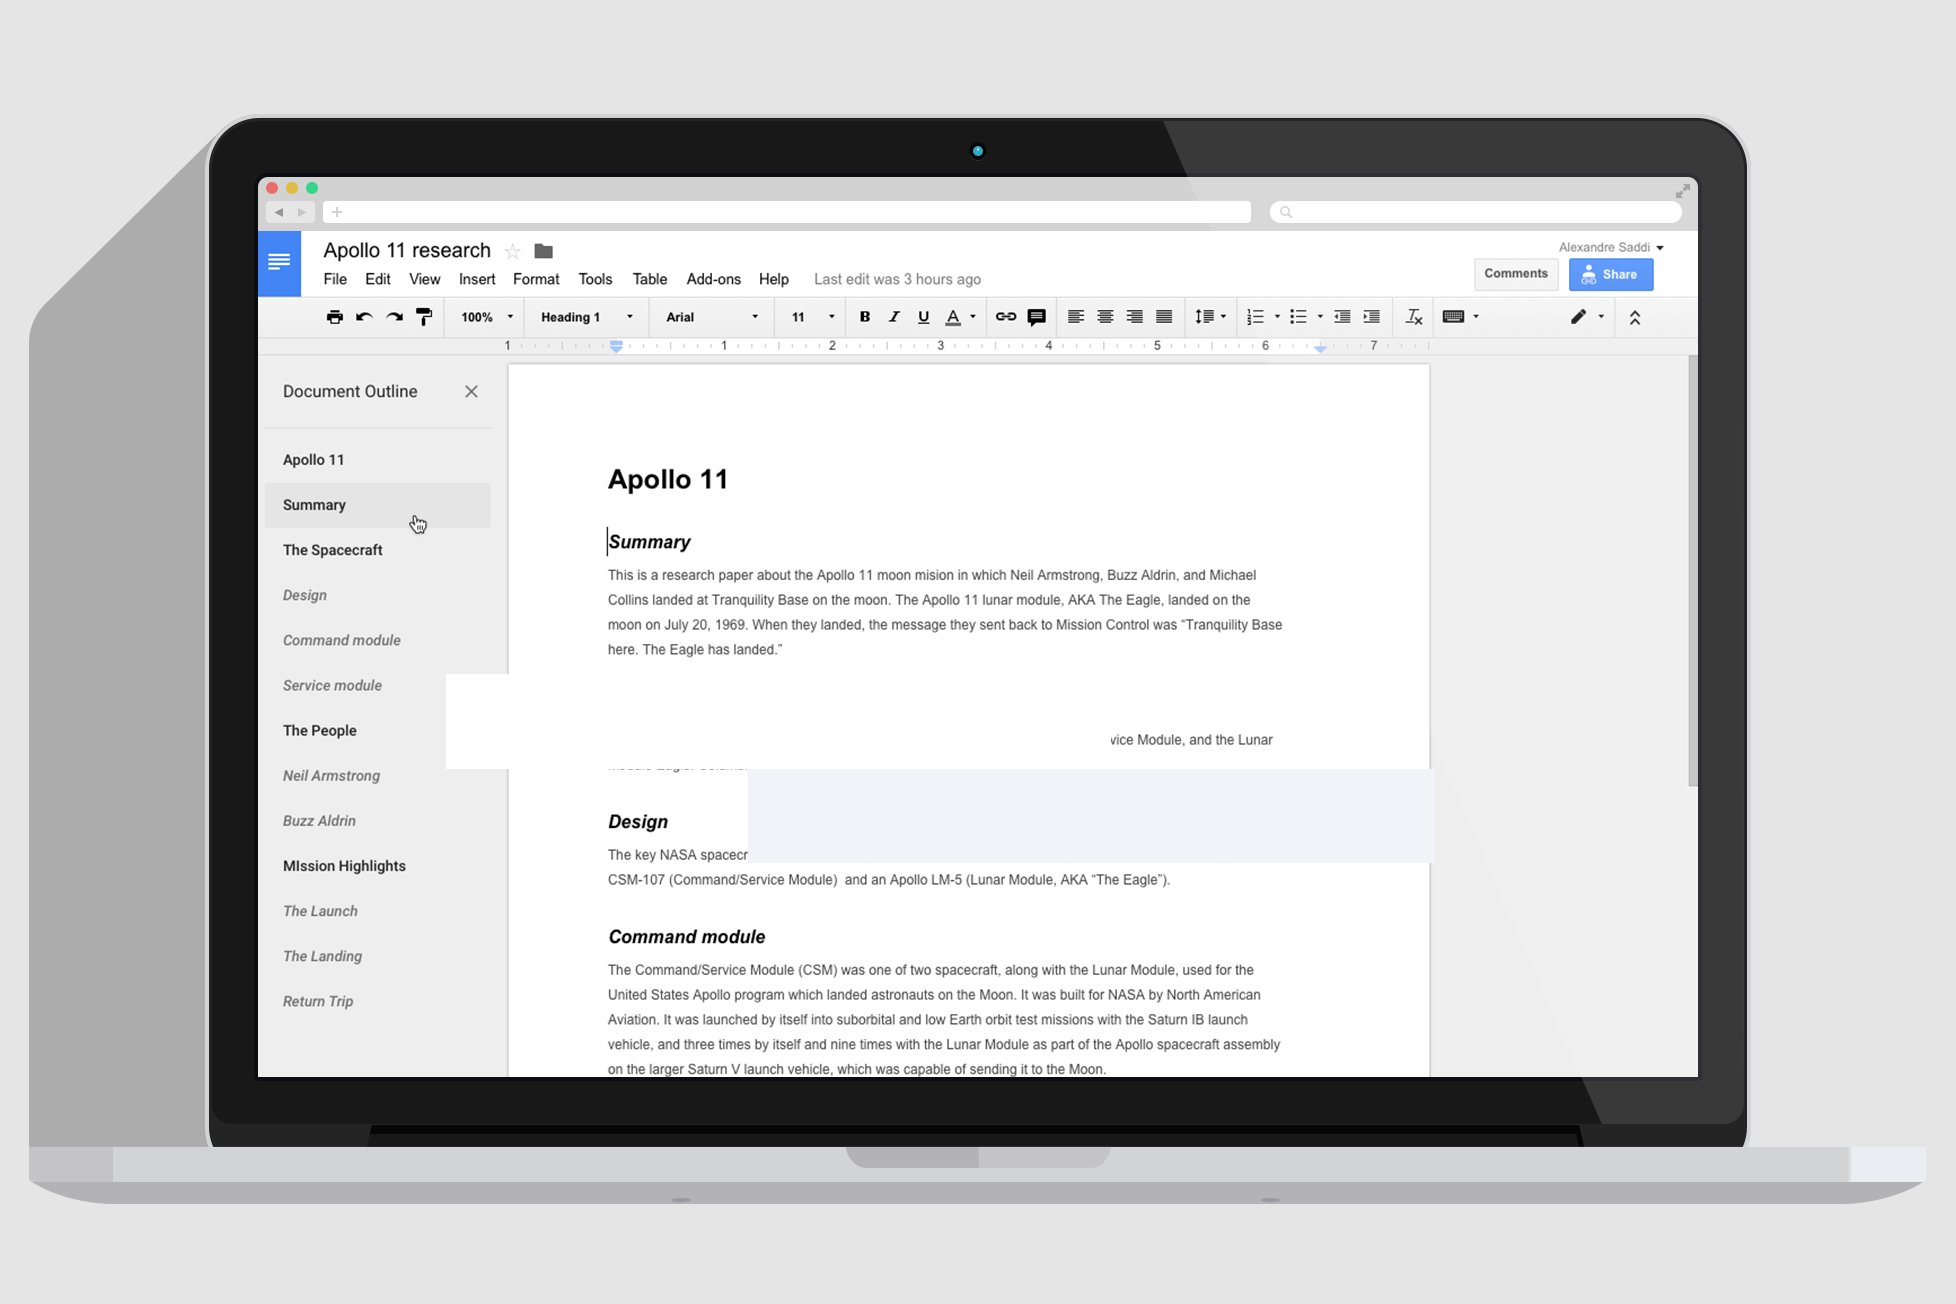 Apollo 11 research
Alexandre Saddi
File Edit View Insert Format Tools Table Add-ons Help Last edit was 3 hours ago
Comments
Share
100% Heading 1 Arial 11 B I U A
1 1 2 3 4 5 6 7
Document Outline
Apollo 11
Summary
The Spacecraft
Design
Command module
Service module
The People
Neil Armstrong
Buzz Aldrin
MIssion Highlights
The Launch
The Landing
Return Trip
Apollo 11
Summary
This is a research paper about the Apollo 11 moon mision in which Neil Armstrong, Buzz Aldrin, and Michael
Collins landed at Tranquility Base on the moon. The Apollo 11 lunar module, AKA The Eagle, landed on the
moon on July 20, 1969. When they landed, the message they sent back to Mission Control was “Tranquility Base
here. The Eagle has landed.”
Module, and the Lunar
Design
The key NASA
CSM-107 (Command/Service Module) and an Apollo LM-5 (Lunar Module, AKA “The Eagle”).
Command module
The Command/Service Module (CSM) was one of two spacecraft, along with the Lunar Module, used for the
United States Apollo program which landed astronauts on the Moon. It was built for NASA by North American
Aviation. It was launched by itself into suborbital and low Earth orbit test missions with the Saturn IB launch
vehicle, and three times by itself and nine times with the Lunar Module as part of the Apollo spacecraft assembly
on the larger Saturn V launch vehicle, which was capable of sending it to the Moon.